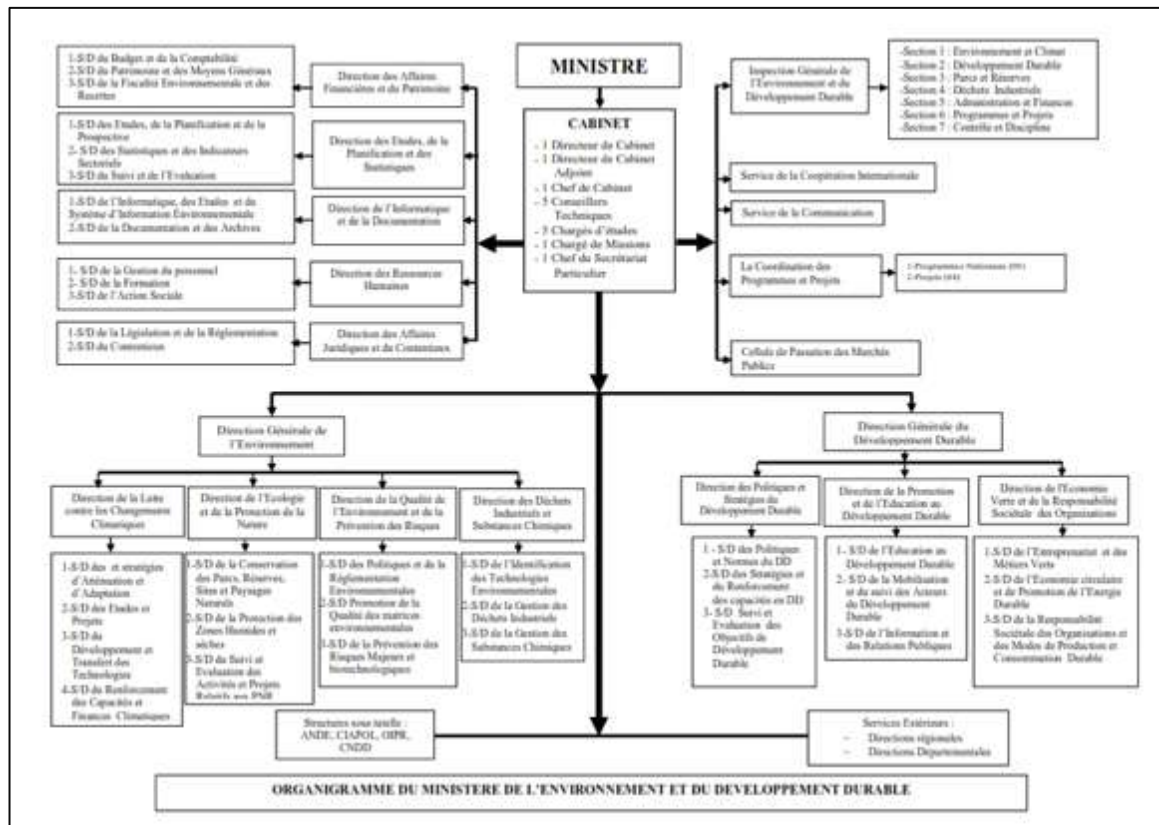 MINISTRE
CABINET
- 1 Directeur de Cabinet
- 1 Directeur de Cabinet
Adjoint
- 1 Chef de Cabinet
- 5 Conseillers
Techniques
- 3 Chargés d'études
- 1 Chargé de Missions
- 1 Chef du Secrétariat
Particulier
1-S/D du Budget et de la Comptabilité
2-S/D du Patrimoine et des Moyens Généraux
3-S/D de la Fiscalité Environnementale et des
Recettes
Direction des Affaires
Financières et du Patrimoine
1-S/D des Etudes, de la Planification et de la
Prospective
2- S/D des Statistiques et des Indicateurs
Sectoriels
3-S/D du Suivi et de l'Evaluation
Direction des Etudes, de
la Planification et des
Statistiques
1-S/D de l'Informatique, des Etudes et du
Système d'Information Environnementale
2-S/D de la Documentation et des Archives
Direction de l'Informatique
et de la Documentation
1- S/D de la Gestion du personnel
2- S/D de la Formation
3-S/D de l'Action Sociale
Direction des Ressources
Humaines
1-S/D de la Législation et de la Réglementation
2-S/D du Contentieux
Direction des Affaires
Juridiques et du Contentieux
Inspection Générale de
l'Environnement et du
Développement Durable
-Section 1 : Environnement et Climat
-Section 2 : Développement Durable
-Section 3 : Parcs et Réserves
-Section 4 : Déchets Industriels
-Section 5 : Administration et Finances
-Section 6 : Programmes et Projets
-Section 7 : Contrôle et Discipline
Service de la Coopération Internationale
Service de la Communication
La Coordination des
Programmes et Projets
1-Programmes Nationaux
2-Projets
Cellule de Passation des Marchés
Publics
Direction Générale de
l'Environnement
Direction Générale du
Développement Durable
Direction de la Lutte
contre les Changements
Climatiques
Direction de l'Ecologie
et de la Protection de la
Nature
Direction de la Qualité de
l'Environnement et de la
Prévention des Risques
Direction des Déchets
Industriels et
Substances Chimiques
Direction des Politiques et
Stratégies du
Développement Durable
Direction de la Promotion
et de l'Education au
Développement Durable
Direction de l'Economie
Verte et de la Responsabilité
Sociétale des Organisations
1-S/D des et stratégies
d'Atténuation et
d'Adaptation
2-S/D des Etudes et
Projets
3-S/D du
Développement et
Transfert des
Technologies
4-S/D du Renforcement
des Capacités et
Finances Climatiques
1-S/D de la Conservation
des Parcs, Réserves,
Sites et Paysages
Naturels
2-S/D de la Protection des
Zones Humides et
sèches
3-S/D du Suivi et
Evaluation des
Activités et Projets
Relatifs aux PNR
1-S/D des Politiques et de la
Réglementation
Environnementales
2-S/D Promotion de la
Qualité des matrices
environnementales
3-S/D de la Prévention des
Risques Majeurs et
biotechnologiques
1-S/D de l'Identification
des Technologies
Environnementales
2-S/D de la Gestion des
Déchets Industriels
3-S/D de la Gestion des
Substances Chimiques
1 - S/D des Politiques
et Normes du DD
2-S/D des Stratégies et
du Renforcement
des capacités en DD
3- S/D Suivi et
Evaluation des
Objectifs de
Développement
Durable
1- S/D de l'Education au
Développement Durable
2- S/D de la Mobilisation
et du suivi des Acteurs
du Développement
Durable
3-S/D de l'Information et
des Relations Publiques
1-S/D de l'Entreprenariat et des
Métiers Verts
2-S/D de l'Economie circulaire
et de Promotion de l'Energie
Durable
3-S/D de la Responsabilité
Sociétale des Organisations et
des Modes de Production et
Consommation Durable
Structures sous tutelle :
ANDE, CIAPOL, OIPR,
CNDD
Services Extérieurs :
- Directions régionales
- Directions Départementales
ORGANIGRAMME DU MINISTERE DE L'ENVIRONNEMENT ET DU DEVELOPPEMENT DURABLE